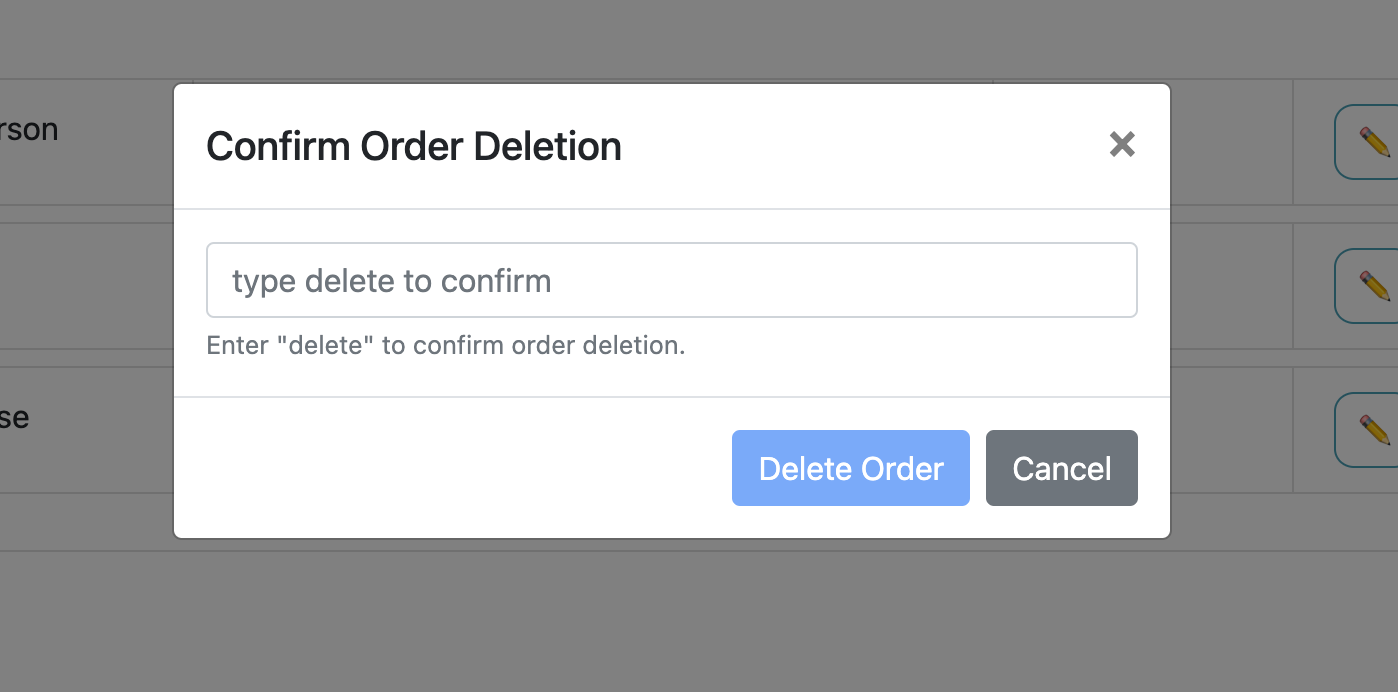 Confirm Order Deletion
type delete to confirm
Enter "delete" to confirm order deletion.
Delete Order
Cancel
rson
se